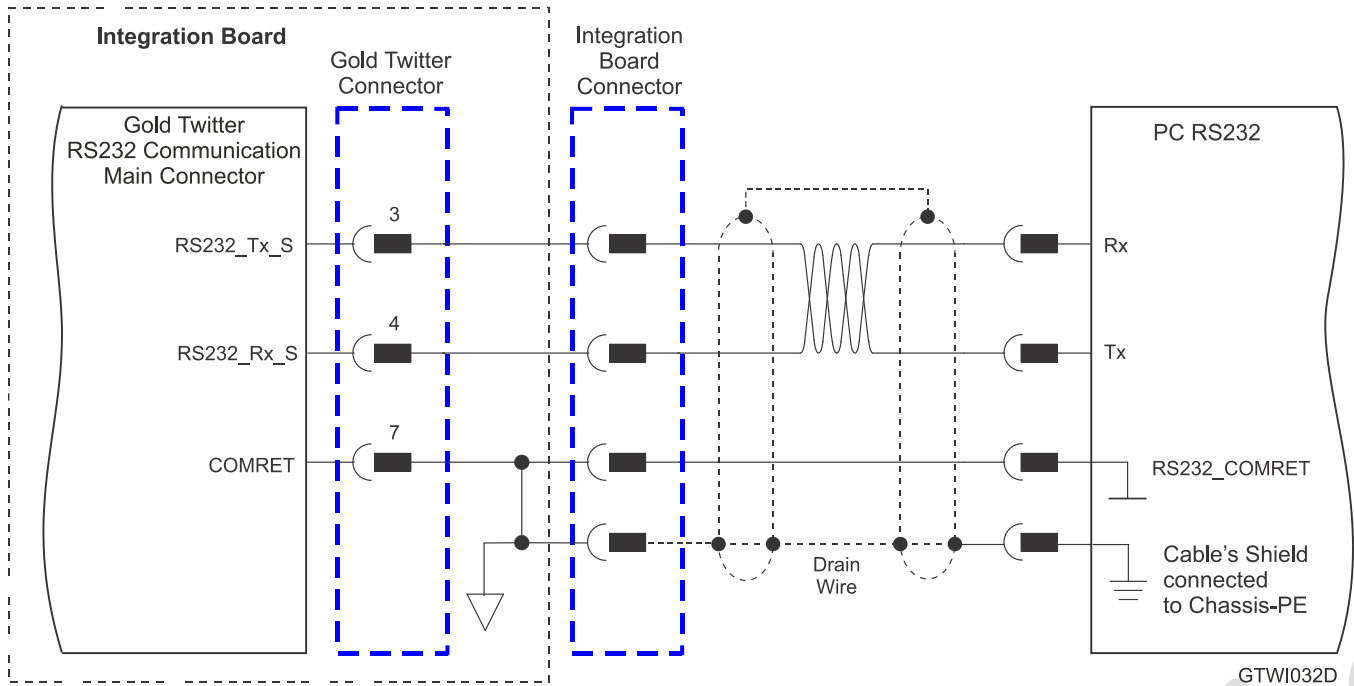 Integration Board
Gold Twitter
Connector
Integration
Board
Connector
Gold Twitter
RS232 Communication
Main Connector
PC RS232
3
RS232_Tx_S
Rx
4
RS232_Rx_S
Tx
7
COMRET
RS232_COMRET
Drain
Wire
Cable's Shield
connected
to Chassis-PE
GTWI032D